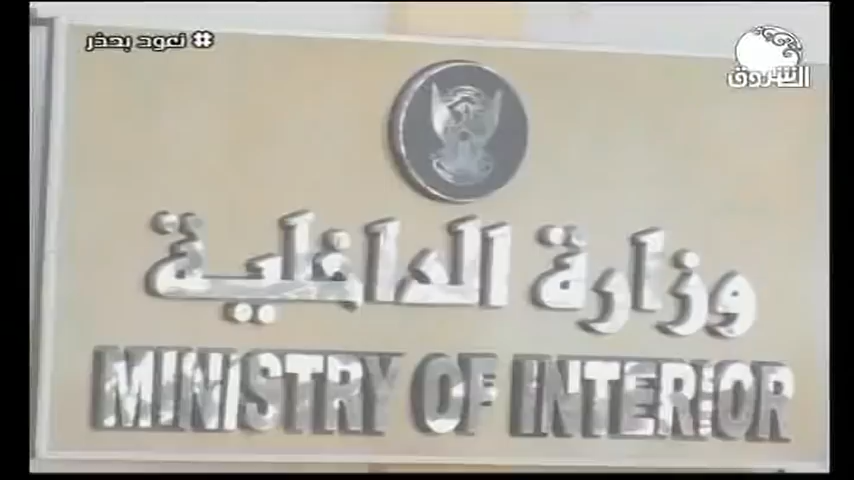 # نعود بحذر
الشروق
وزارة الداخلية
MINISTRY OF INTERIOR